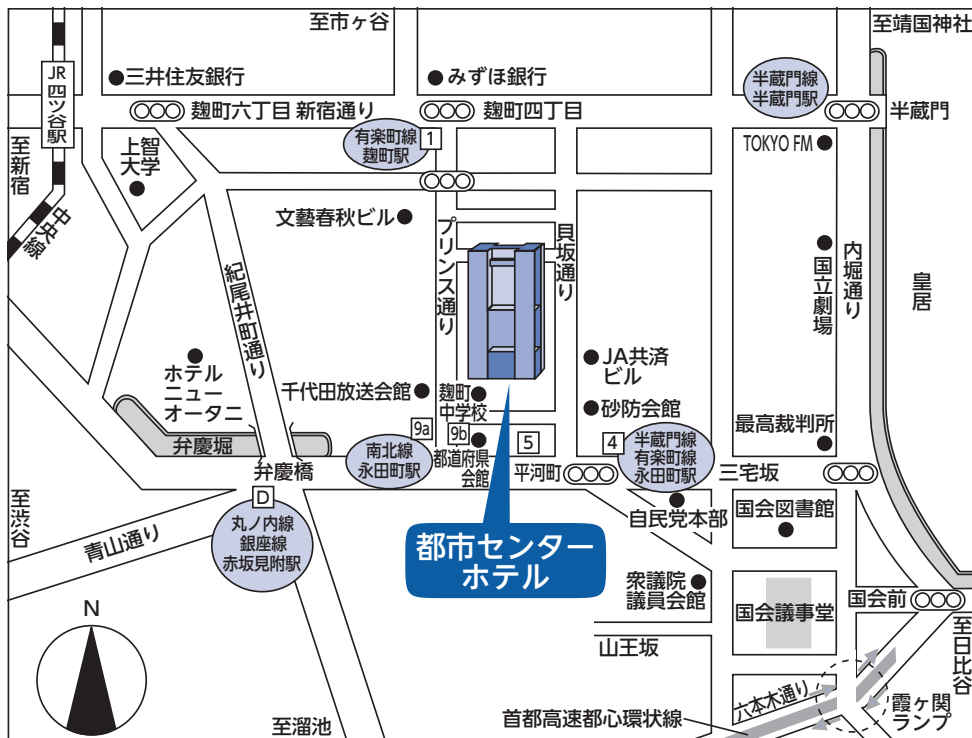 至市ヶ谷
至靖国神社
JR四ツ谷駅
三井住友銀行
みずほ銀行
半蔵門線
半蔵門駅
麹町六丁目
新宿通り
麹町四丁目
半蔵門
至新宿
上智
大学
有楽町線
麹町駅
1
TOKYO FM
中央線
文藝春秋ビル
プリンス通り
貝坂通り
国立劇場
内堀通り
皇居
紀尾井町通り
ホテル
ニュー
オータニ
千代田放送会館
麹町
中学校
JA共済
ビル
砂防会館
最高裁判所
弁慶堀
弁慶橋
南北線
永田町駅
9a
9b
都道府県
会館
5
平河町
4
半蔵門線
有楽町線
永田町駅
三宅坂
至渋谷
D
丸ノ内線
銀座線
赤坂見附駅
青山通り
自民党本部
国会図書館
都市センター
ホテル
衆議院
議員会館
国会議事堂
国会前
至日比谷
N
山王坂
六本木通り
霞ヶ関
ランプ
至溜池
首都高速都心環状線